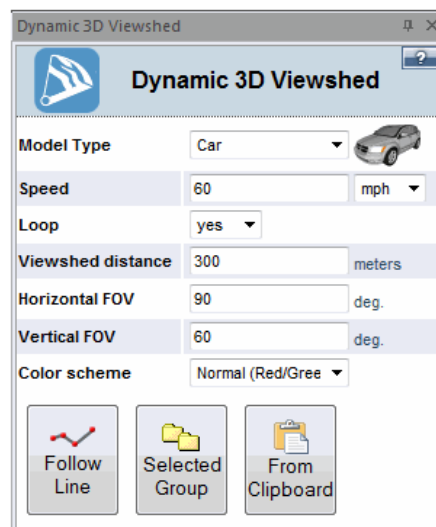 Dynamic 3D Viewshed
?
Dynamic 3D Viewshed
Model Type Car
Speed 60 mph
Loop yes
Viewshed distance 300 meters
Horizontal FOV 90 deg.
Vertical FOV 60 deg.
Color scheme Normal (Red/Gree
Follow Line
Selected Group
From Clipboard